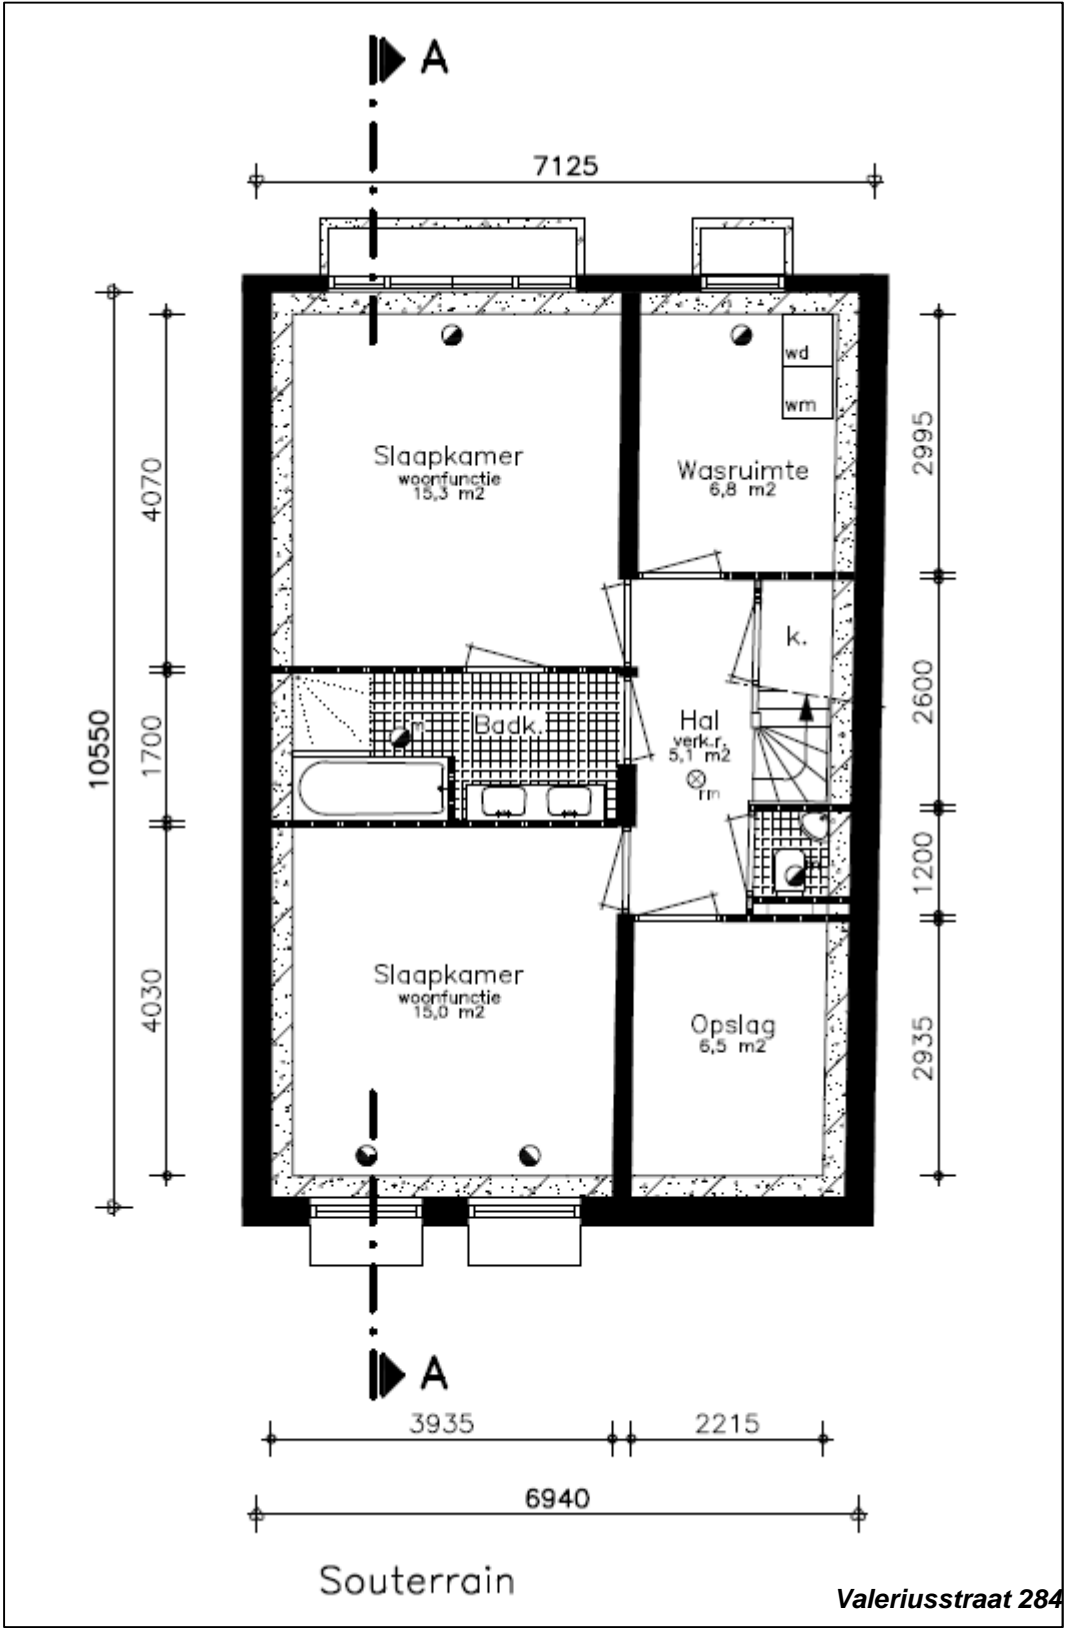 A
7125
wd
wm
Slaapkamer
woonfunctie
15,3 m2
Wasruimte
6,8 m2
2995
4070
k.
2600
Badk.
m
Hal
verk.r.
5,1 m2
rm
1700
10550
1200
Slaapkamer
woonfunctie
15,0 m2
Opslag
6,5 m2
4030
2935
A
3935
2215
6940
Souterrain
Valeriusstraat 284